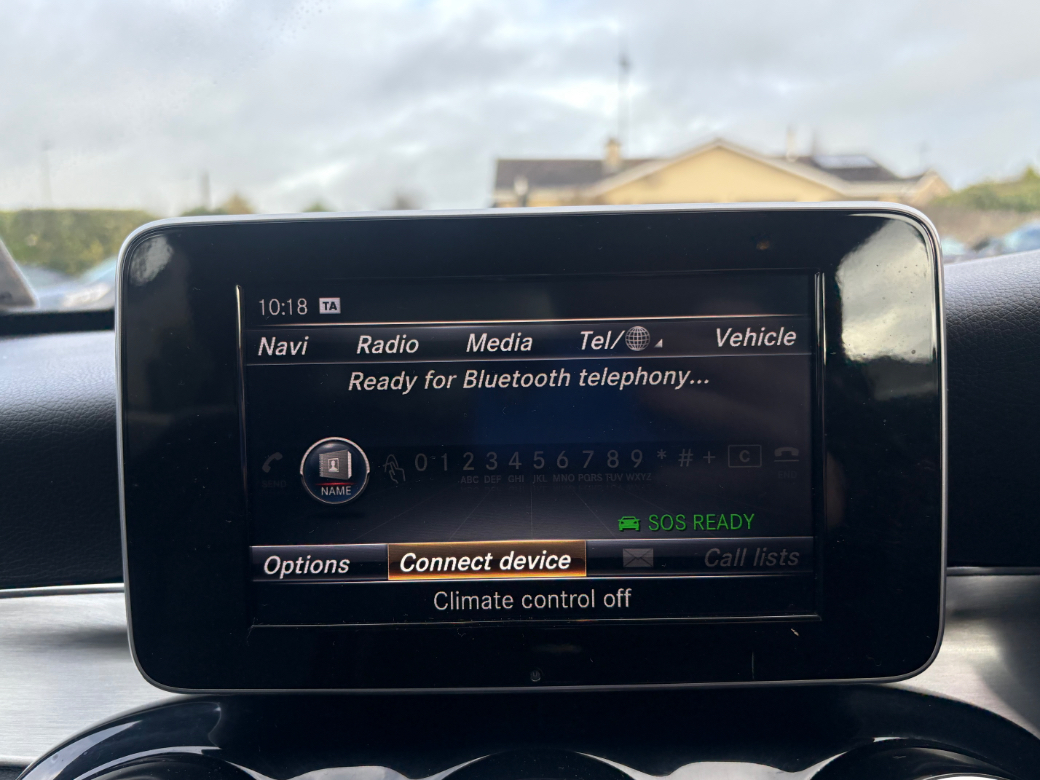 10:18 TA
Navi Radio Media Tel/ Vehicle
Ready for Bluetooth telephony...
SEND NAME 0 1 2 3 4 5 6 7 8 9 * # + C
ABC DEF GHI JKL MNO PQRS TUV WXYZ
SOS READY
Options Connect device Call lists
Climate control off